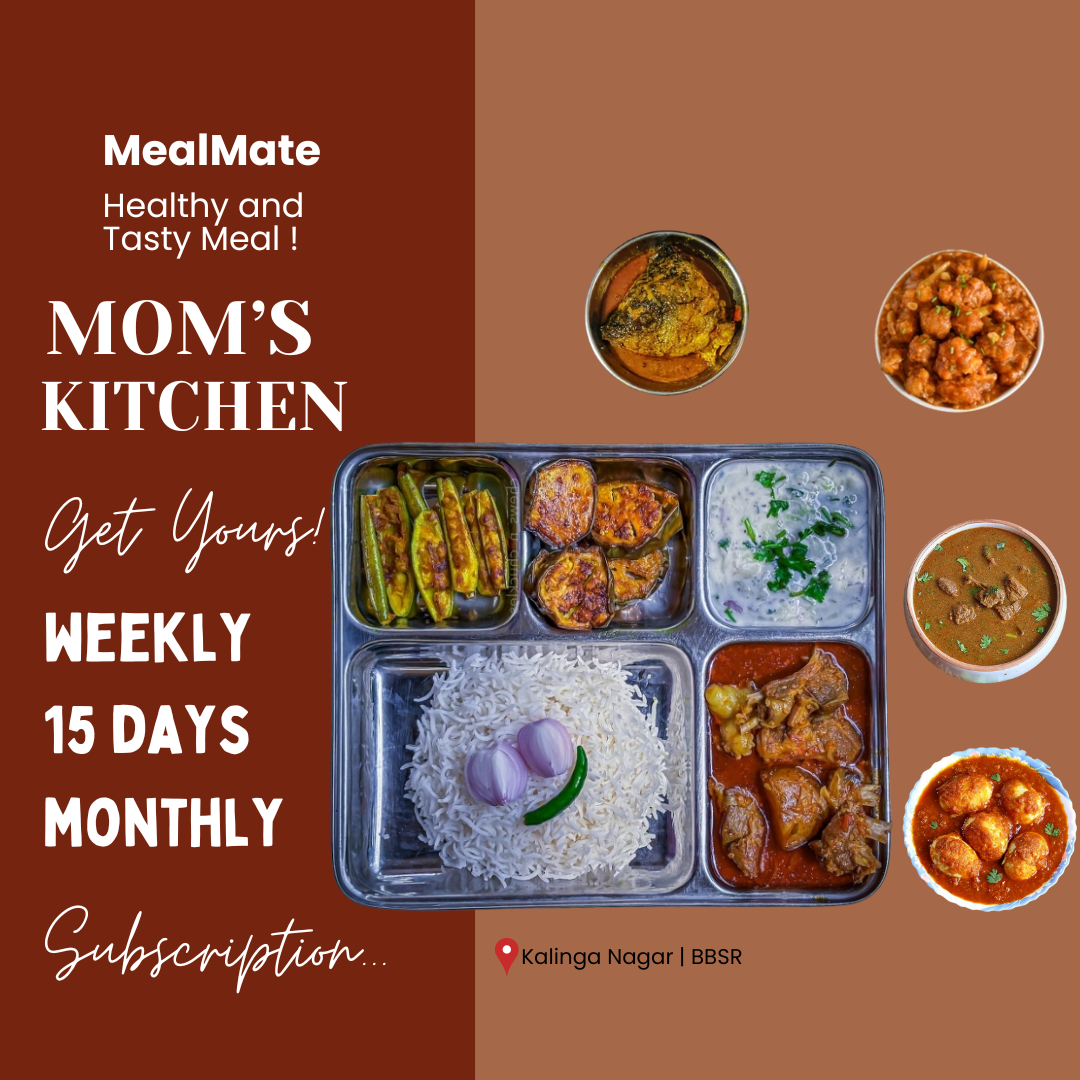 MealMate
Healthy and
Tasty Meal !
MOM'S
KITCHEN
Get Yours!
WEEKLY
15 DAYS
MONTHLY
Subscription...
Kalinga Nagar | BBSR